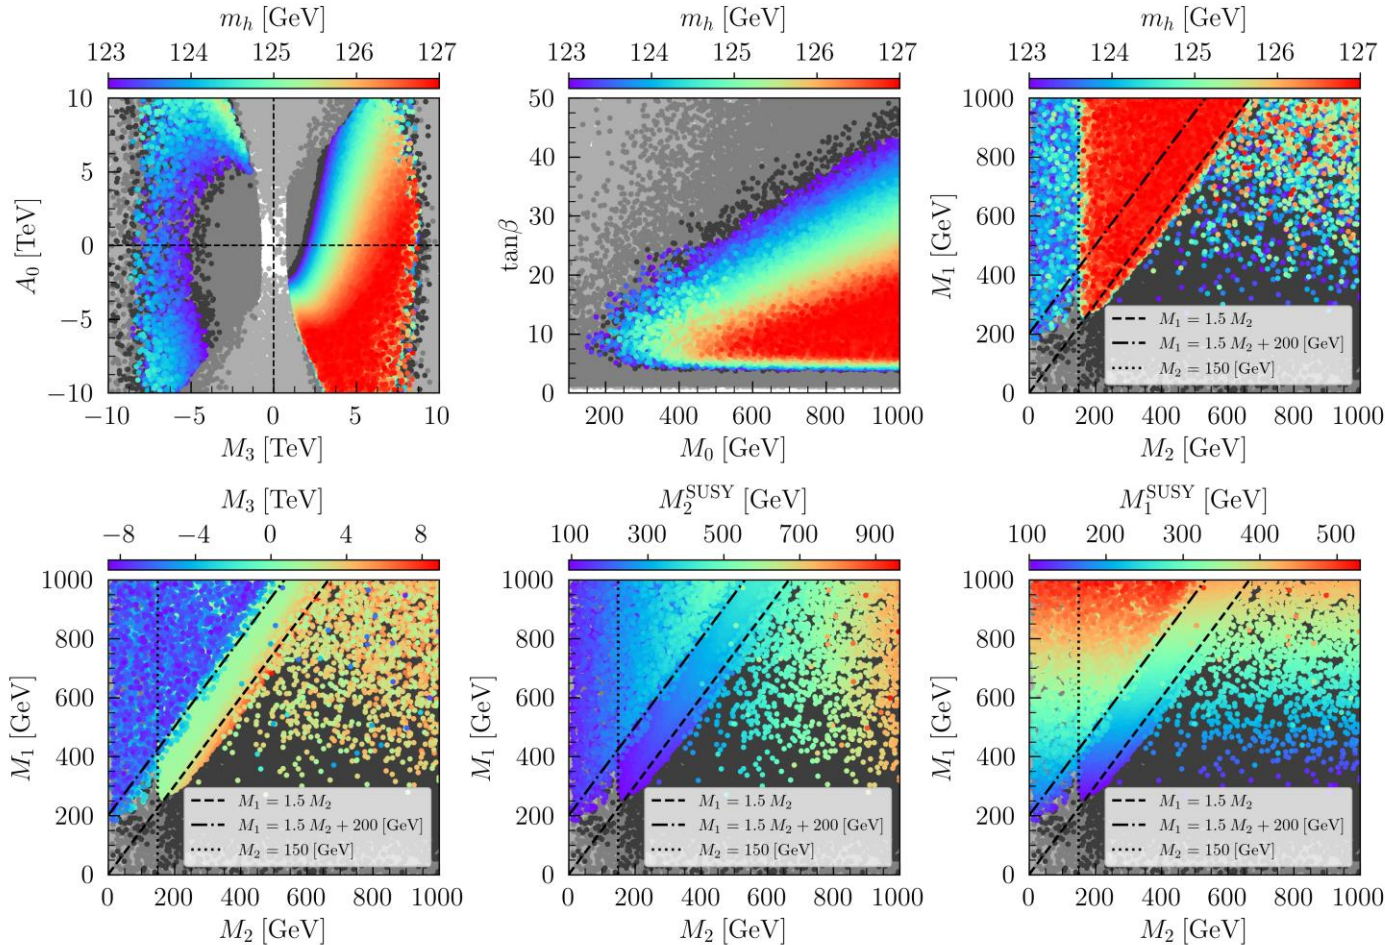 m_h [GeV]
123 124 125 126 127
A_0 [TeV]
10
5
0
−5
−10
−10 −5 0 5 10
M_3 [TeV]
m_h [GeV]
123 124 125 126 127
tanβ
50
40
30
20
10
0
200 400 600 800 1000
M_0 [GeV]
m_h [GeV]
123 124 125 126 127
M_1 [GeV]
1000
800
600
400
200
0
M_1 = 1.5 M_2
M_1 = 1.5 M_2 + 200 [GeV]
M_2 = 150 [GeV]
0 200 400 600 800 1000
M_2 [GeV]
M_3 [TeV]
−8 −4 0 4 8
M_1 [GeV]
1000
800
600
400
200
0
M_1 = 1.5 M_2
M_1 = 1.5 M_2 + 200 [GeV]
M_2 = 150 [GeV]
0 200 400 600 800 1000
M_2 [GeV]
M_2^SUSY [GeV]
100 300 500 700 900
M_1 [GeV]
1000
800
600
400
200
0
M_1 = 1.5 M_2
M_1 = 1.5 M_2 + 200 [GeV]
M_2 = 150 [GeV]
0 200 400 600 800 1000
M_2 [GeV]
M_1^SUSY [GeV]
100 200 300 400 500
M_1 [GeV]
1000
800
600
400
200
0
M_1 = 1.5 M_2
M_1 = 1.5 M_2 + 200 [GeV]
M_2 = 150 [GeV]
0 200 400 600 800 1000
M_2 [GeV]